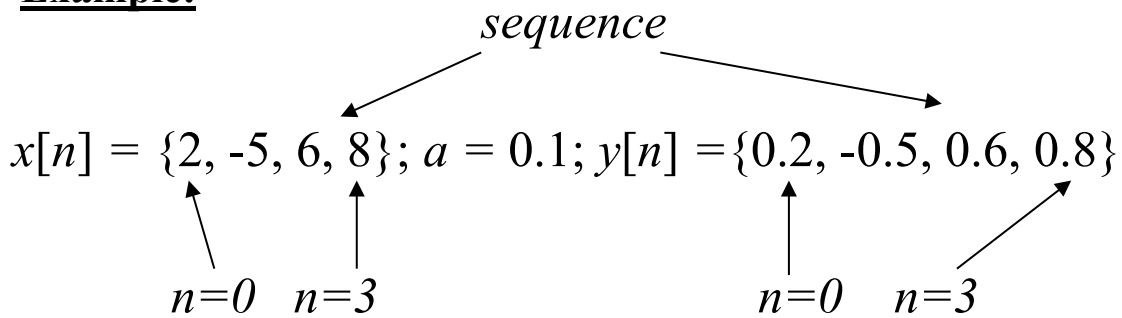 sequence
x[n] = {2, -5, 6, 8}; a = 0.1; y[n] ={0.2, -0.5, 0.6, 0.8}
n=0 n=3 n=0 n=3